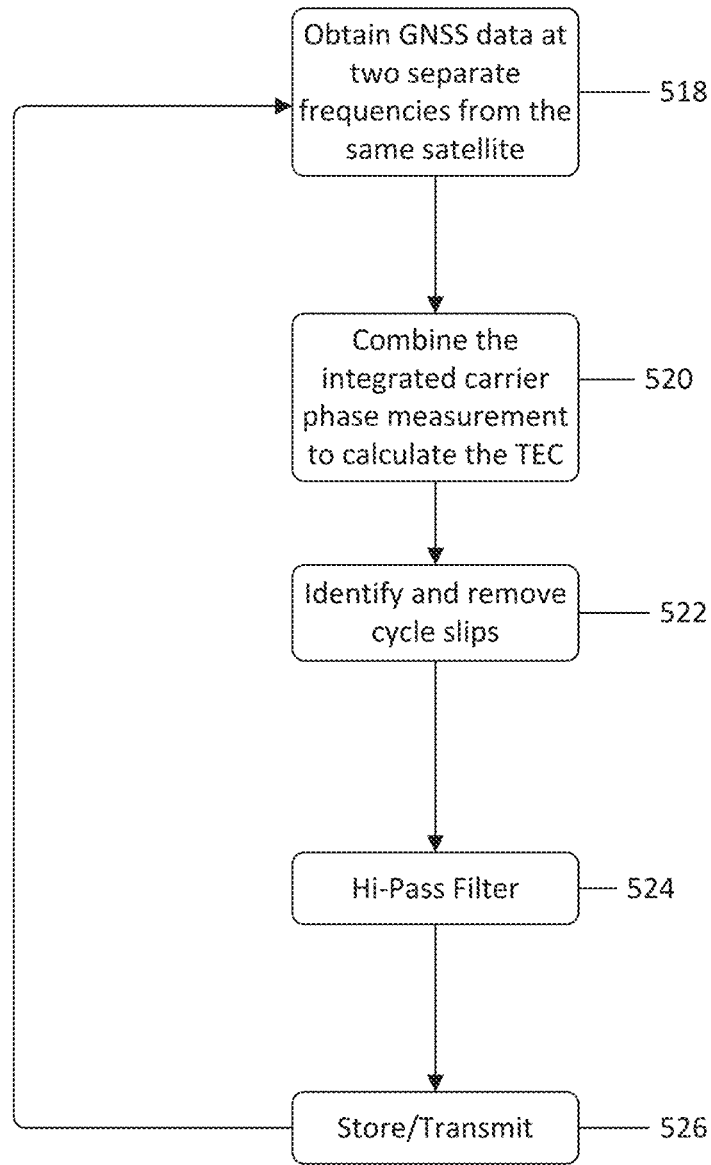 Obtain GNSS data at
two separate
frequencies from the
same satellite
518
Combine the
integrated carrier
phase measurement
to calculate the TEC
520
Identify and remove
cycle slips
522
Hi-Pass Filter
524
Store/Transmit
526